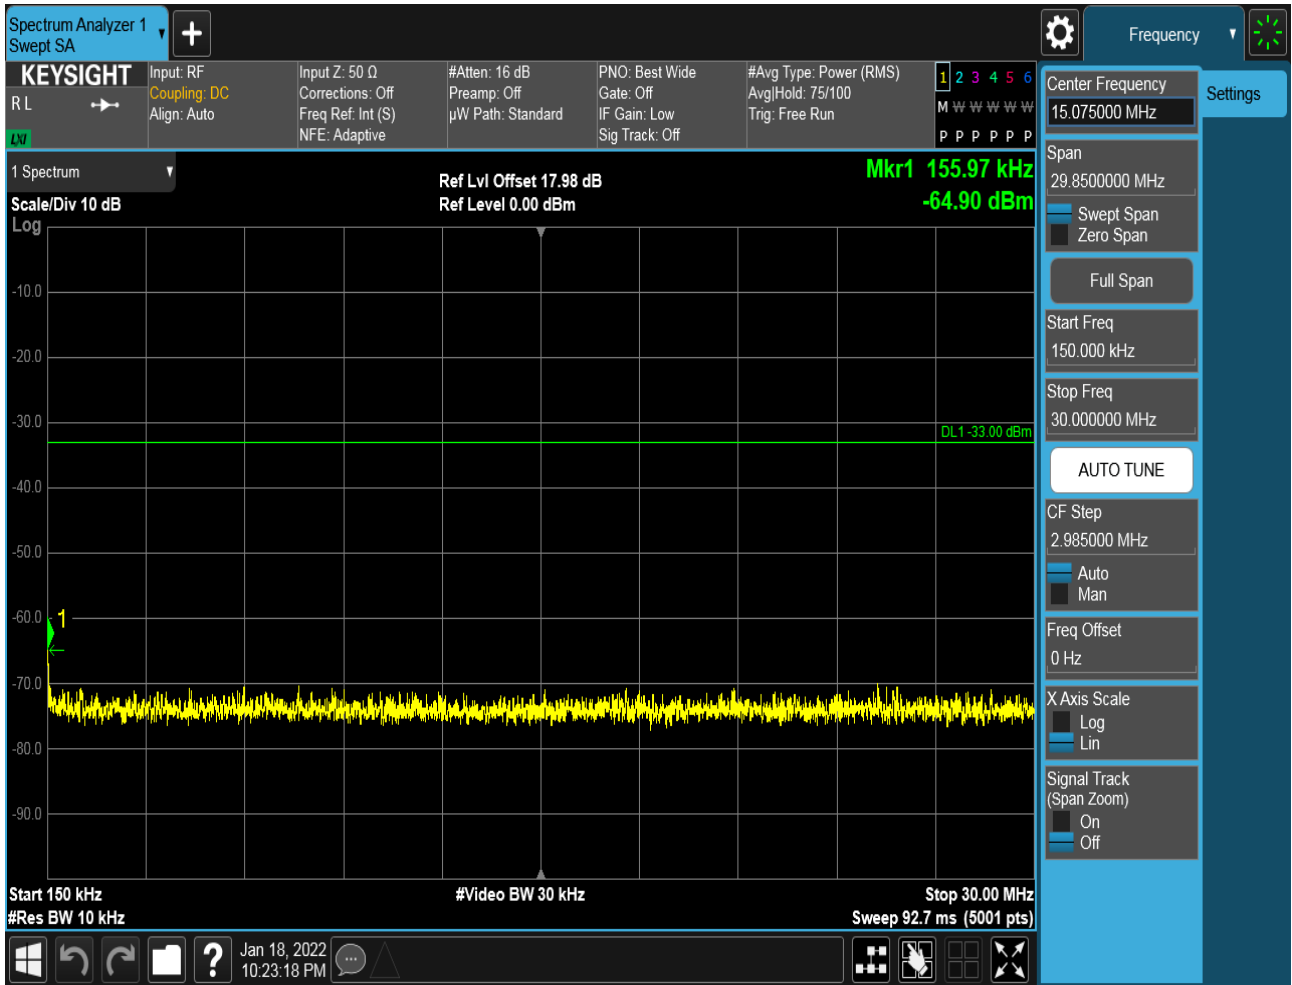 Spectrum Analyzer 1
Swept SA
Frequency
KEYSIGHT
R L
LXI
Input: RF
Coupling: DC
Align: Auto
Input Z: 50 Ω
Corrections: Off
Freq Ref: Int (S)
NFE: Adaptive
#Atten: 16 dB
Preamp: Off
µW Path: Standard
PNO: Best Wide
Gate: Off
IF Gain: Low
Sig Track: Off
#Avg Type: Power (RMS)
Avg|Hold: 75/100
Trig: Free Run
1 2 3 4 5 6
M W W W W W
P P P P P P
1 Spectrum
Scale/Div 10 dB
Log
Ref Lvl Offset 17.98 dB
Ref Level 0.00 dBm
Mkr1 155.97 kHz
-64.90 dBm
-10.0
-20.0
-30.0
DL1 -33.00 dBm
-40.0
-50.0
-60.0
1
-70.0
-80.0
-90.0
Start 150 kHz
#Video BW 30 kHz
Stop 30.00 MHz
#Res BW 10 kHz
Sweep 92.7 ms (5001 pts)
Jan 18, 2022
10:23:18 PM
Center Frequency
15.075000 MHz
Settings
Span
29.8500000 MHz
Swept Span
Zero Span
Full Span
Start Freq
150.000 kHz
Stop Freq
30.000000 MHz
AUTO TUNE
CF Step
2.985000 MHz
Auto
Man
Freq Offset
0 Hz
X Axis Scale
Log
Lin
Signal Track
(Span Zoom)
On
Off